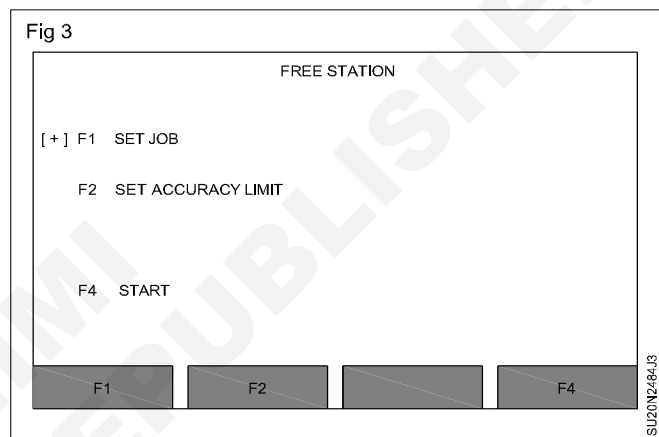 Fig 3
FREE STATION
[ + ] F1 SET JOB
F2 SET ACCURACY LIMIT
F4 START
F1 F2 F4
SU20N2484J3